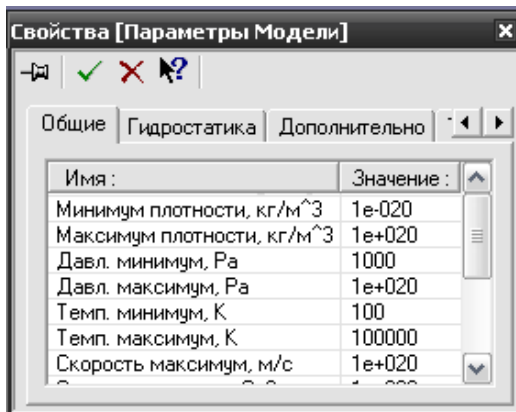 Свойства [Параметры Модели]
Общие Гидростатика Дополнительно
Имя : Значение :
Минимум плотности, кг/м^3 1e-020
Максимум плотности, кг/м^3 1e+020
Давл. минимум, Pa 1000
Давл. максимум, Pa 1e+020
Темп. минимум, К 100
Темп. максимум, К 100000
Скорость максимум, м/с 1e+020